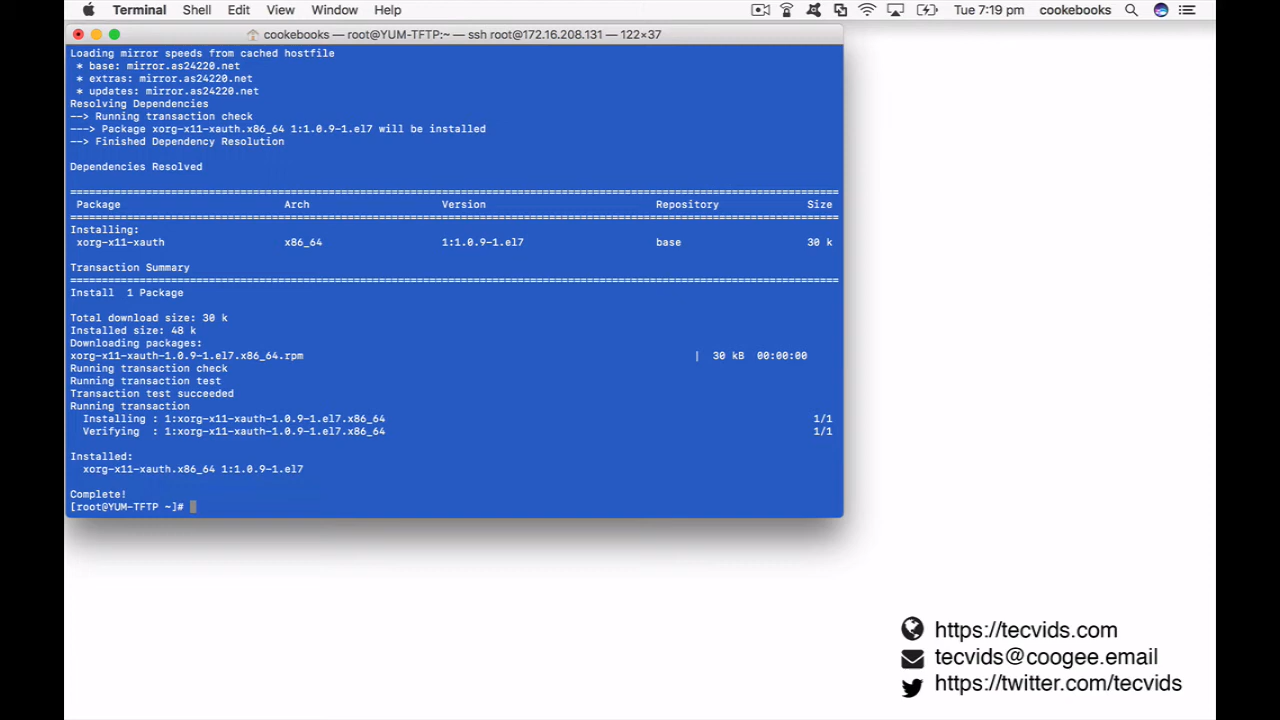 Terminal Shell Edit View Window Help Tue 7:19 pm cookebooks
cookebooks — root@YUM-TFTP:~ — ssh root@172.16.208.131 — 122×37
Loading mirror speeds from cached hostfile
* base: mirror.as24220.net
* extras: mirror.as24220.net
* updates: mirror.as24220.net
Resolving Dependencies
--> Running transaction check
---> Package xorg-x11-xauth.x86_64 1:1.0.9-1.el7 will be installed
--> Finished Dependency Resolution
Dependencies Resolved
================================================================================
Package Arch Version Repository Size
================================================================================
Installing:
xorg-x11-xauth x86_64 1:1.0.9-1.el7 base 30 k
Transaction Summary
================================================================================
Install 1 Package
Total download size: 30 k
Installed size: 48 k
Downloading packages:
xorg-x11-xauth-1.0.9-1.el7.x86_64.rpm | 30 kB 00:00:00
Running transaction check
Running transaction test
Transaction test succeeded
Running transaction
Installing : 1:xorg-x11-xauth-1.0.9-1.el7.x86_64 1/1
Verifying : 1:xorg-x11-xauth-1.0.9-1.el7.x86_64 1/1
Installed:
xorg-x11-xauth.x86_64 1:1.0.9-1.el7
Complete!
[root@YUM-TFTP ~]#
https://tecvids.com
tecvids@coogee.email
https://twitter.com/tecvids